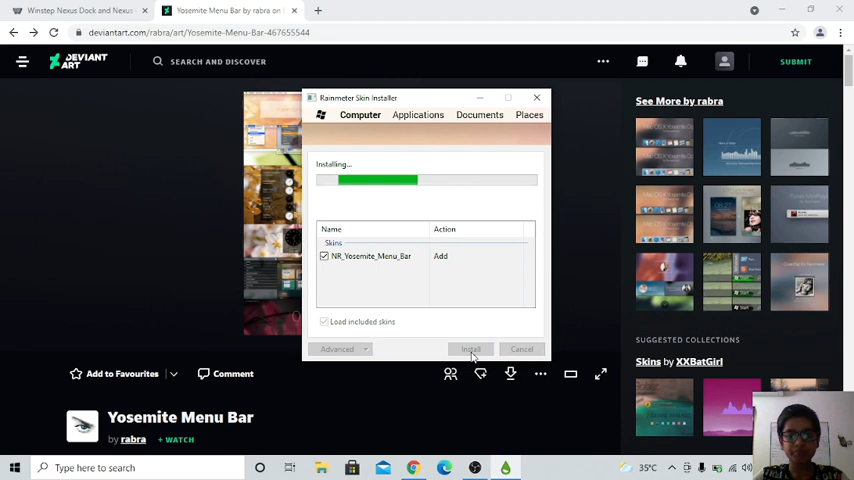 Winstep Nexus Dock and Nexus
Yosemite Menu Bar by rabra on D
deviantart.com/rabra/art/Yosemite-Menu-Bar-467655544
DEVIANT ART
SEARCH AND DISCOVER
SUBMIT
Rainmeter Skin Installer
Computer Applications Documents Places
See More by rabra
Installing...
Name Action
Skins
NR_Yosemite_Menu_Bar Add
Load included skins
Advanced Install Cancel
SUGGESTED COLLECTIONS
Skins by XXBatGirl
Add to Favourites Comment
Yosemite Menu Bar
by rabra + WATCH
Type here to search
35°C